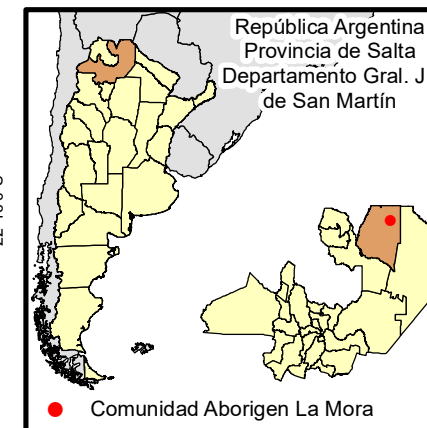 República Argentina
Provincia de Salta
Departamento Gral. J.
de San Martín
Comunidad Aborigen La Mora